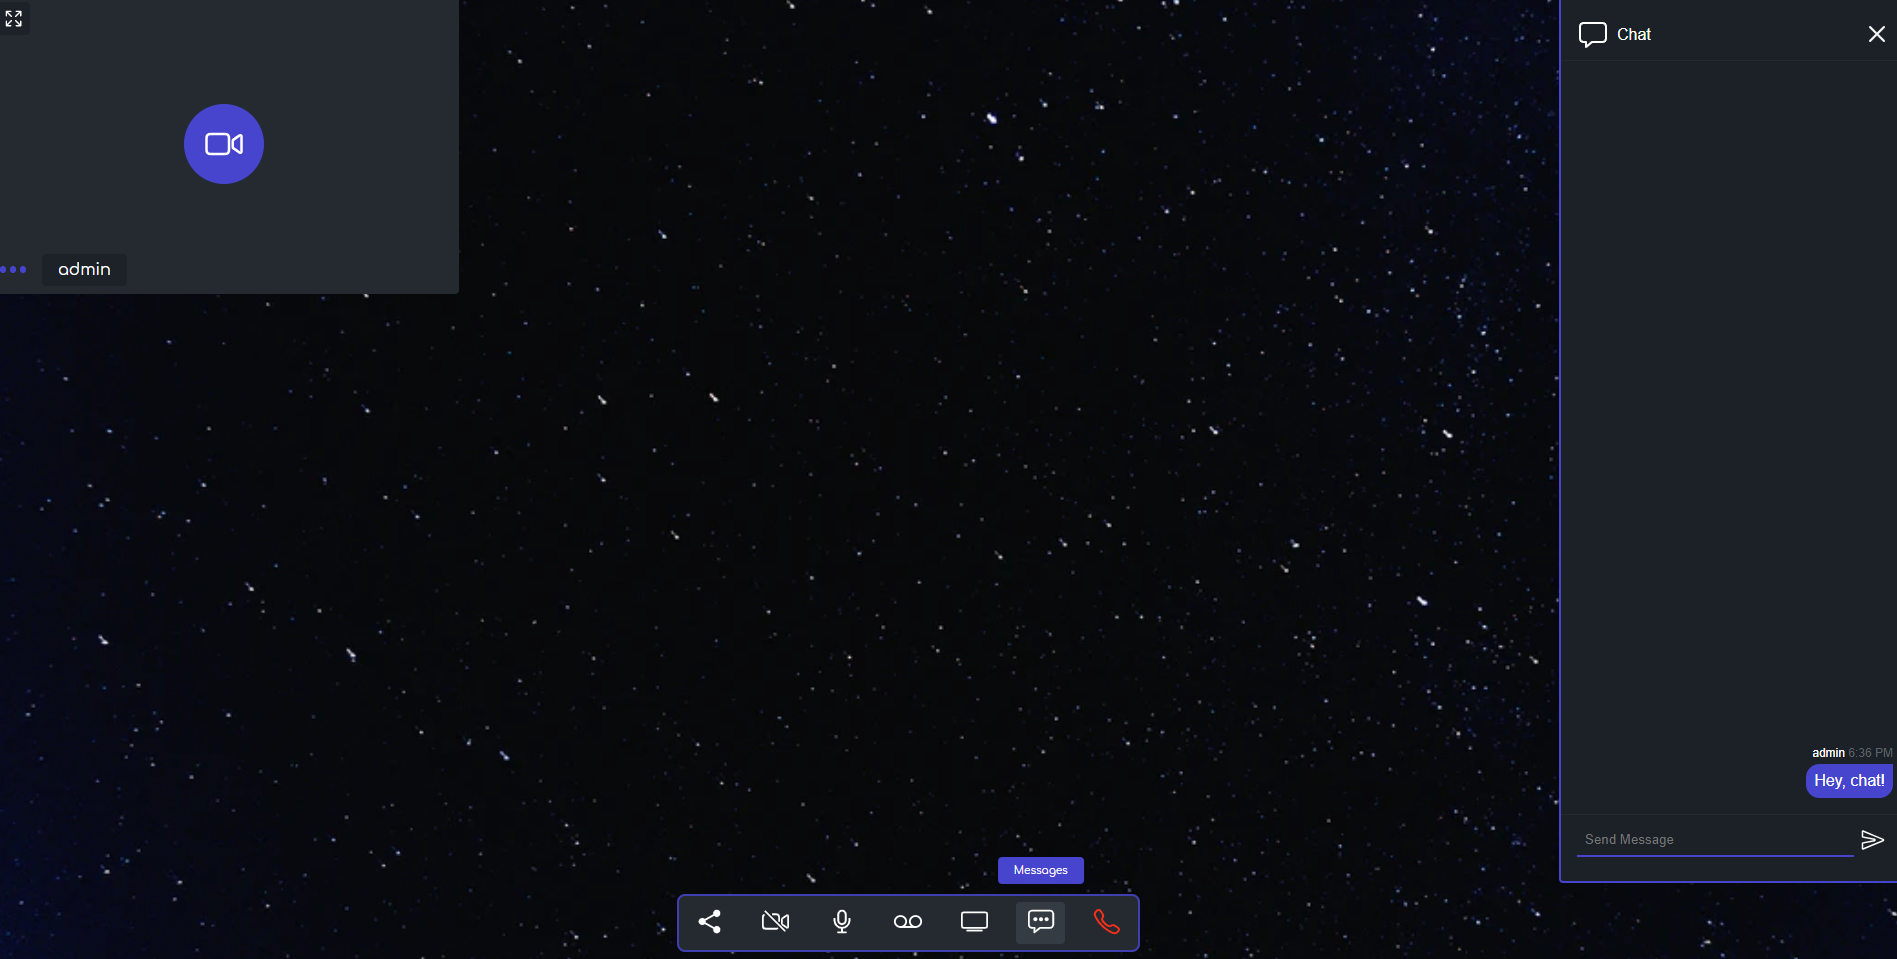 Chat
admin
admin 6:36 PM
Hey, chat!
Send Message
Messages